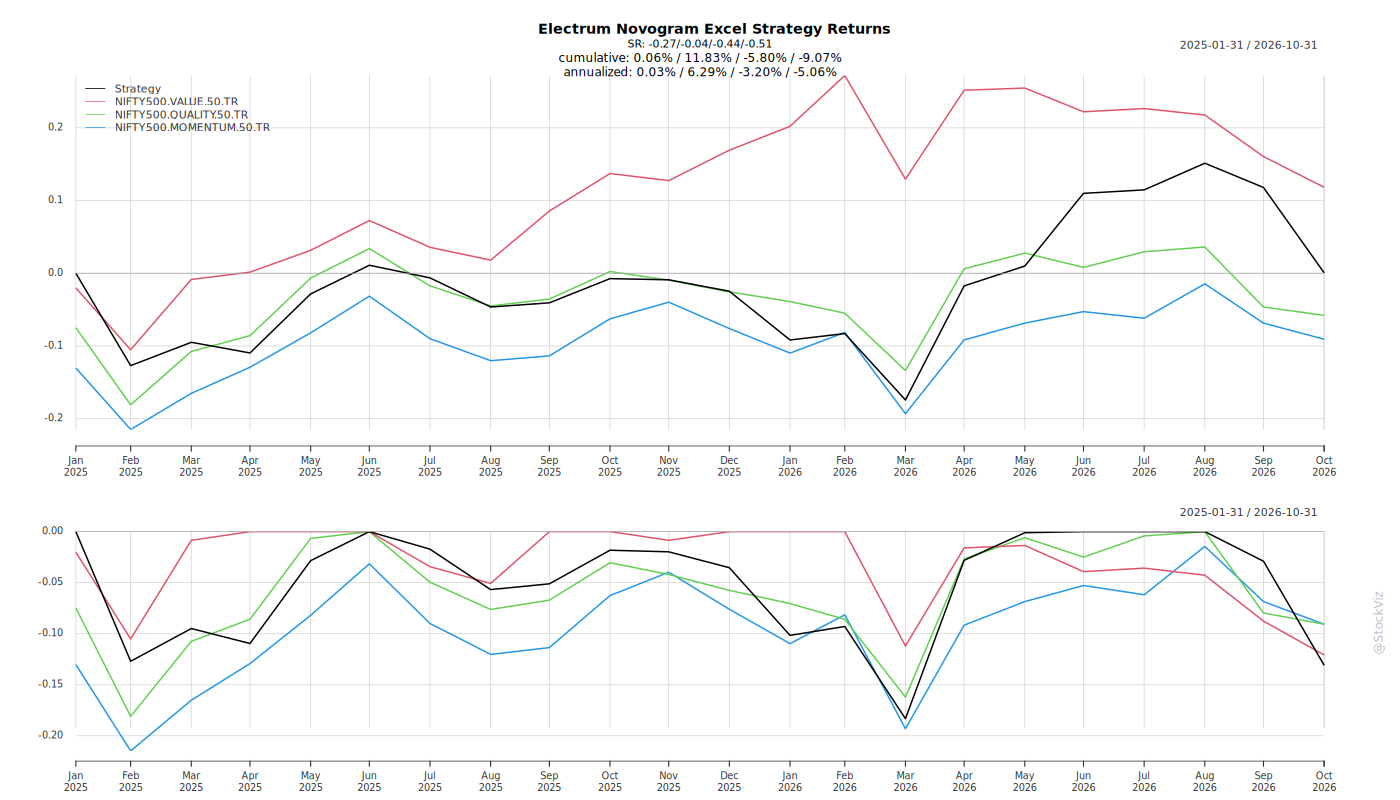 Electrum Novogram Excel Strategy Returns
SR: -0.27/-0.04/-0.44/-0.51
cumulative: 0.06% / 11.83% / -5.80% / -9.07%
annualized: 0.03% / 6.29% / -3.20% / -5.06%
2025-01-31 / 2026-10-31
Strategy
NIFTY500.VALUE.50.TR
NIFTY500.QUALITY.50.TR
NIFTY500.MOMENTUM.50.TR
0.2
0.1
0.0
-0.1
-0.2
Jan Feb Mar Apr May Jun Jul Aug Sep Oct Nov Dec Jan Feb Mar Apr May Jun Jul Aug Sep Oct
2025 2025 2025 2025 2025 2025 2025 2025 2025 2025 2025 2025 2026 2026 2026 2026 2026 2026 2026 2026 2026 2026
2025-01-31 / 2026-10-31
0.00
-0.05
-0.10
-0.15
-0.20
Jan Feb Mar Apr May Jun Jul Aug Sep Oct Nov Dec Jan Feb Mar Apr May Jun Jul Aug Sep Oct
2025 2025 2025 2025 2025 2025 2025 2025 2025 2025 2025 2025 2026 2026 2026 2026 2026 2026 2026 2026 2026 2026
@StockViz